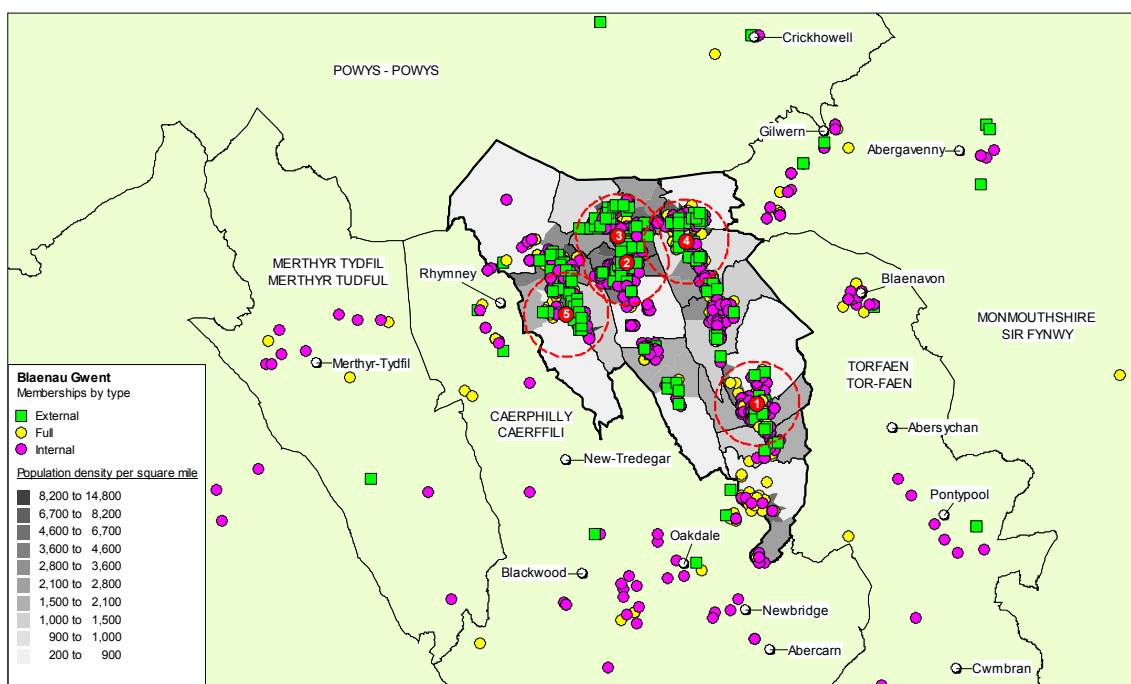 Crickhowell
POWYS - POWYS
Gilwern
Abergavenny
3
4
2
MERTHYR TYDFIL
MERTHYR TUDFUL
Rhymney
Blaenavon
5
MONMOUTHSHIRE
SIR FYNWY
Merthyr-Tydfil
TORFAEN
TOR-FAEN
CAERPHILLY
CAERFFILI
1
Abersychan
New-Tredegar
Pontypool
Oakdale
Blackwood
Newbridge
Abercarn
Cwmbran
Blaenau Gwent
Memberships by type
External
Full
Internal
Population density per square mile
8,200 to 14,800
6,700 to 8,200
4,600 to 6,700
3,600 to 4,600
2,800 to 3,600
2,100 to 2,800
1,500 to 2,100
1,000 to 1,500
900 to 1,000
200 to 900